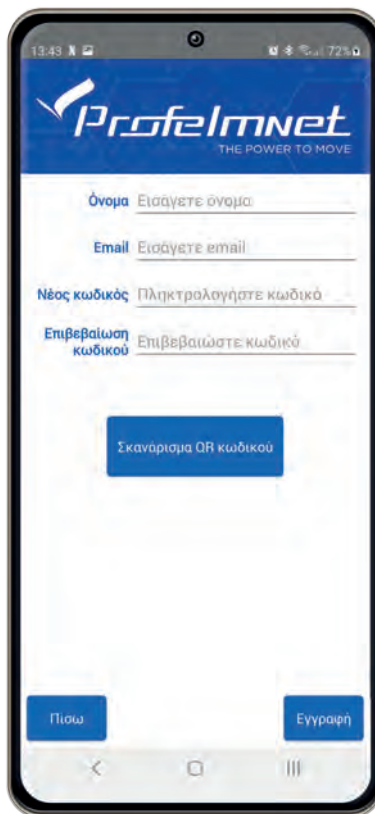 13:43
72%
Profelmnet
THE POWER TO MOVE
Όνομα Εισάγετε όνομα
Email Εισάγετε email
Νέος κωδικός Πληκτρολογήστε κωδικό
Επιβεβαίωση
κωδικού Επιβεβαιώστε κωδικό
Σκανάρισμα QR κωδικού
Πίσω
Εγγραφή